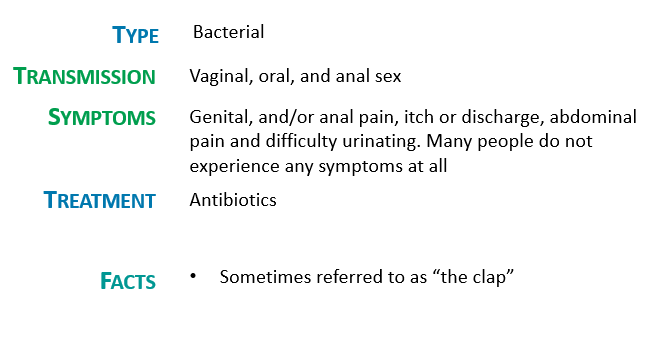 TYPE Bacterial
TRANSMISSION Vaginal, oral, and anal sex
SYMPTOMS Genital, and/or anal pain, itch or discharge, abdominal
pain and difficulty urinating. Many people do not
experience any symptoms at all
TREATMENT Antibiotics
FACTS • Sometimes referred to as “the clap”